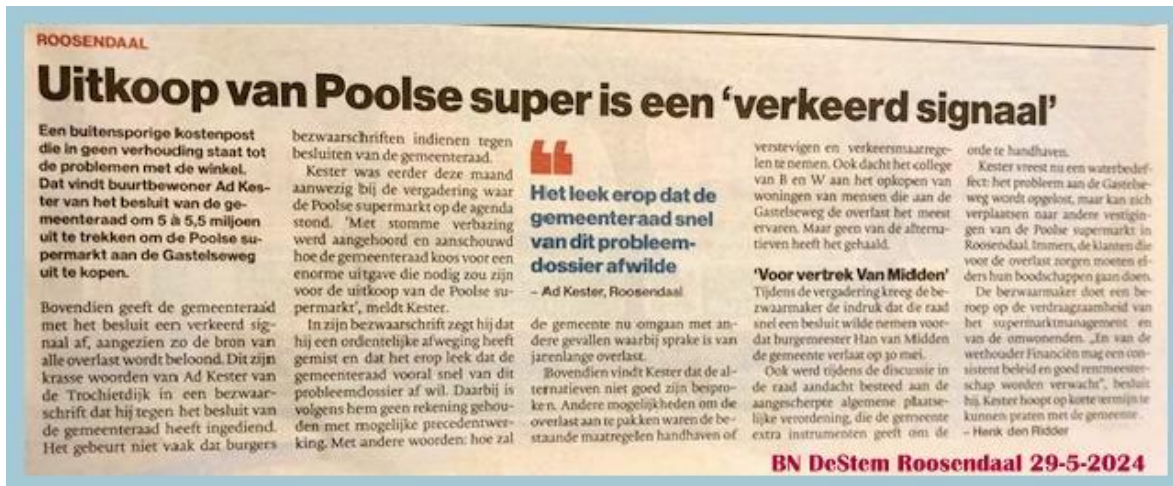 ROOSENDAAL
Uitkoop van Poolse super is een ‘verkeerd signaal’
Een buitensporige kostenpost
die in geen verhouding staat tot
de problemen met de winkel.
Dat vindt buurtbewoner Ad Kes-
ter van het besluit van de ge-
meenteraad om 5 à 5,5 miljoen
uit te trekken om de Poolse su-
permarkt aan de Gastelseweg
uit te kopen.
Bovendien geeft de gemeenteraad
met het besluit een verkeerd sig-
naal af, aangezien zo de bron van
alle overlast wordt beloond. Dit zijn
krasse woorden van Ad Kester van
de Trochietdijk in een bezwaar-
schrift dat hij tegen het besluit van
de gemeenteraad heeft ingediend.
Het gebeurt niet vaak dat burgers
bezwaarschriften indienen tegen
besluiten van de gemeenteraad.
Kester was eerder deze maand
aanwezig bij de vergadering waar
de Poolse supermarkt op de agenda
stond. ‘Met stomme verbazing
werd aangehoord en aanschouwd
hoe de gemeenteraad koos voor een
enorme uitgave die nodig zou zijn
voor de uitkoop van de Poolse su-
permarkt’, meldt Kester.
In zijn bezwaarschrift zegt hij dat
hij een ordentelijke afweging heeft
gemist en dat het erop leek dat de
gemeenteraad vooral snel van dit
probleemdossier af wil. Daarbij is
volgens hem geen rekening gehou-
den met mogelijke precedentwer-
king. Met andere woorden: hoe zal
Het leek erop dat de
gemeenteraad snel
van dit probleem-
dossier afwilde
– Ad Kester, Roosendaal
de gemeente nu omgaan met an-
dere gevallen waarbij sprake is van
jarenlange overlast.
Bovendien vindt Kester dat de al-
ternatieven niet goed zijn bespro-
ken. Andere mogelijkheden om de
overlast aan te pakken waren de be-
staande maatregelen handhaven of
verstevigen en verkeersmaatrege-
len te nemen. Ook dacht het college
van B en W aan het opkopen van
woningen van mensen die aan de
Gastelseweg de overlast het meest
ervaren. Maar geen van de alterna-
tieven heeft het gehaald.
‘Voor vertrek Van Midden’
Tijdens de vergadering kreeg de be-
zwaarmaker de indruk dat de raad
snel een besluit wilde nemen voor-
dat burgemeester Han van Midden
de gemeente verlaat op 30 mei.
Ook werd tijdens de discussie in
de raad aandacht besteed aan de
aangescherpte algemene plaatse-
lijke verordening, die de gemeente
extra instrumenten geeft om de
orde te handhaven.
Kester vreest nu een waterbedef-
fect: het probleem aan de Gastelse-
weg wordt opgelost, maar kan zich
verplaatsen naar andere vestigin-
gen van de Poolse supermarkt in
Roosendaal. Immers, de klanten die
voor de overlast zorgen moeten el-
ders hun boodschappen gaan doen.
De bezwaarmaker doet een be-
roep op de verdraagzaamheid van
het supermarktmanagement en
van de omwonenden. „En van de
wethouder Financiën mag een con-
sistent beleid en goed rentmeester-
schap worden verwacht”, besluit
hij. Kester hoopt op korte termijn te
kunnen praten met de gemeente.
– Henk den Ridder
BN DeStem Roosendaal 29-5-2024